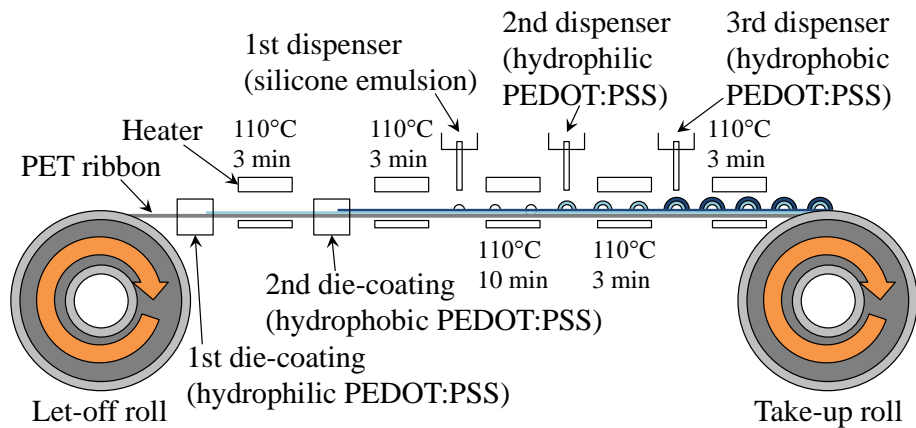 1st dispenser
(silicone emulsion)
2nd dispenser
(hydrophilic
PEDOT:PSS)
3rd dispenser
(hydrophobic
PEDOT:PSS)
Heater
110°C
3 min
110°C
3 min
110°C
3 min
PET ribbon
110°C
10 min
110°C
3 min
2nd die-coating
(hydrophobic PEDOT:PSS)
1st die-coating
(hydrophilic PEDOT:PSS)
Let-off roll
Take-up roll